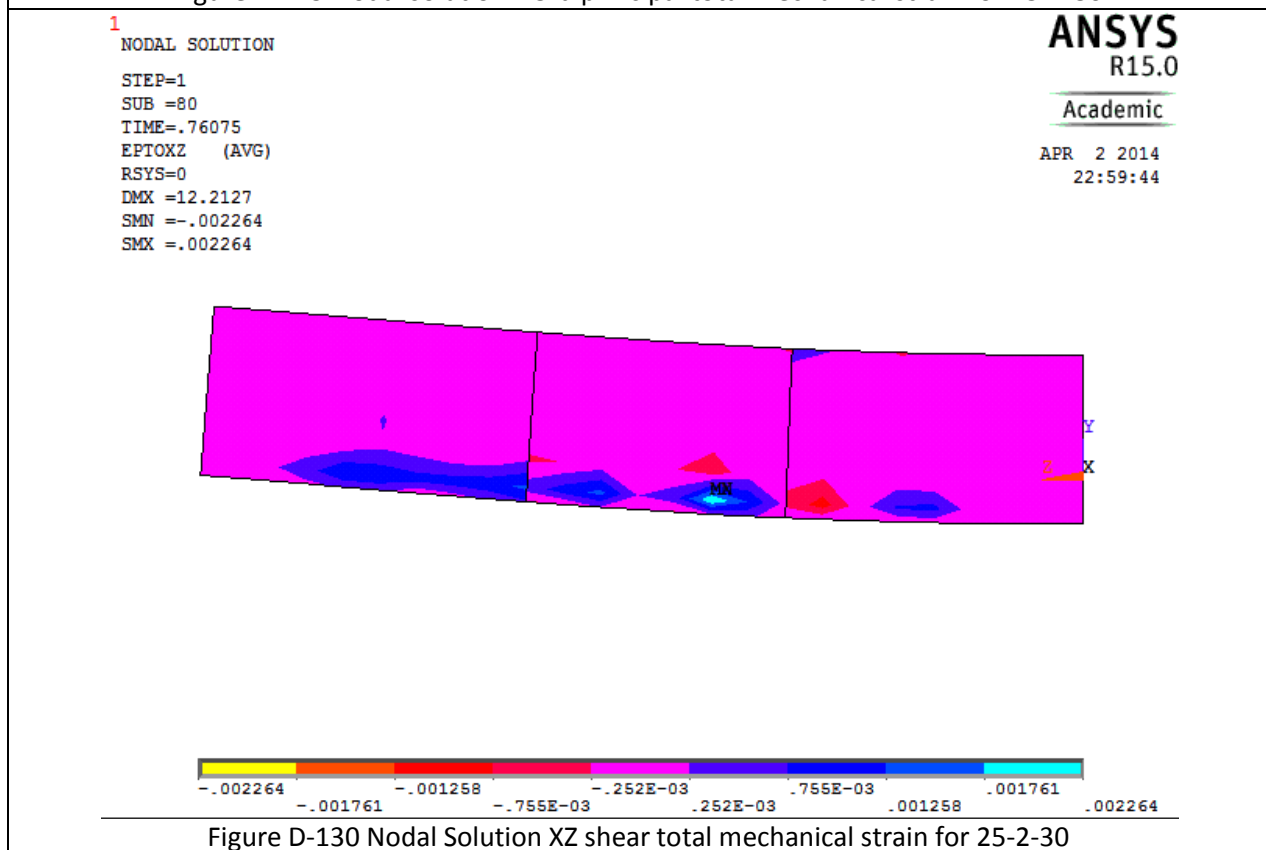 1
NODAL SOLUTION
STEP=1
SUB =80
TIME=.76075
EPTOXZ (AVG)
RSYS=0
DMX =12.2127
SMN =-.002264
SMX =.002264
ANSYS
R15.0
Academic
APR 2 2014
22:59:44
MN
Y
Z X
-.002264 -.001258 -.252E-03 .755E-03 .001761
-.001761 -.755E-03 .252E-03 .001258 .002264
Figure D-130 Nodal Solution XZ shear total mechanical strain for 25-2-30